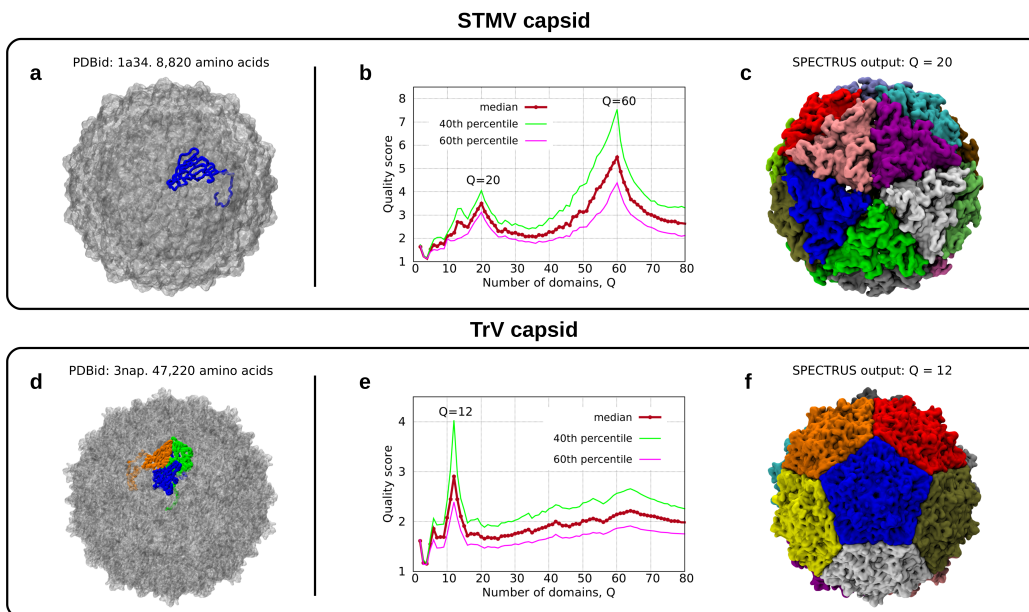 STMV capsid
a
PDBid: 1a34. 8,820 amino acids
b
8
7
6
5
4
3
2
1
Quality score
median
40th percentile
60th percentile
Q=20
Q=60
0 10 20 30 40 50 60 70 80
Number of domains, Q
c
SPECTRUS output: Q = 20
TrV capsid
d
PDBid: 3nap. 47,220 amino acids
e
4
3
2
1
Quality score
Q=12
median
40th percentile
60th percentile
0 10 20 30 40 50 60 70 80
Number of domains, Q
f
SPECTRUS output: Q = 12